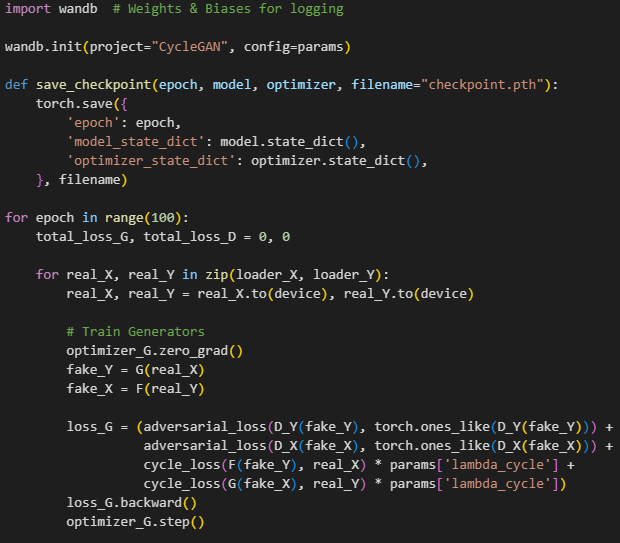 import wandb  # Weights & Biases for logging
wandb.init(project="CycleGAN", config=params)
def save_checkpoint(epoch, model, optimizer, filename="checkpoint.pth"):
    torch.save({
        'epoch': epoch,
        'model_state_dict': model.state_dict(),
        'optimizer_state_dict': optimizer.state_dict(),
    }, filename)
for epoch in range(100):
    total_loss_G, total_loss_D = 0, 0
    for real_X, real_Y in zip(loader_X, loader_Y):
        real_X, real_Y = real_X.to(device), real_Y.to(device)
        # Train Generators
        optimizer_G.zero_grad()
        fake_Y = G(real_X)
        fake_X = F(real_Y)
        loss_G = (adversarial_loss(D_Y(fake_Y), torch.ones_like(D_Y(fake_Y))) +
                  adversarial_loss(D_X(fake_X), torch.ones_like(D_X(fake_X))) +
                  cycle_loss(F(fake_Y), real_X) * params['lambda_cycle'] +
                  cycle_loss(G(fake_X), real_Y) * params['lambda_cycle'])
        loss_G.backward()
        optimizer_G.step()